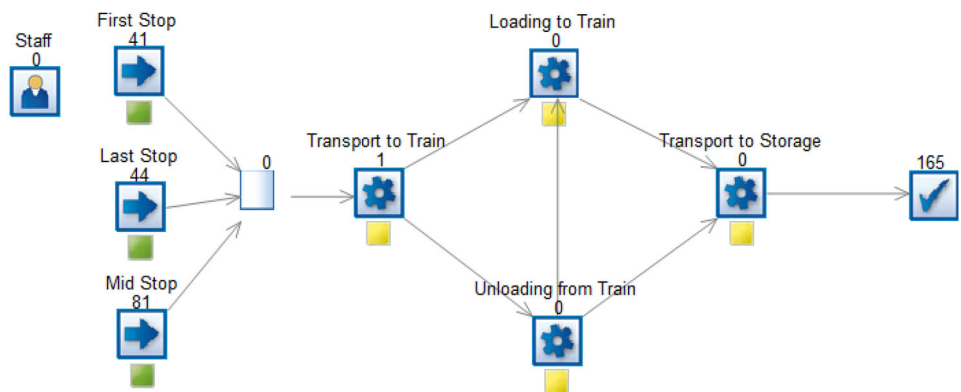 Staff
0
First Stop
41
Last Stop
44
Mid Stop
81
0
Transport to Train
1
Loading to Train
0
Unloading from Train
0
Transport to Storage
0
165